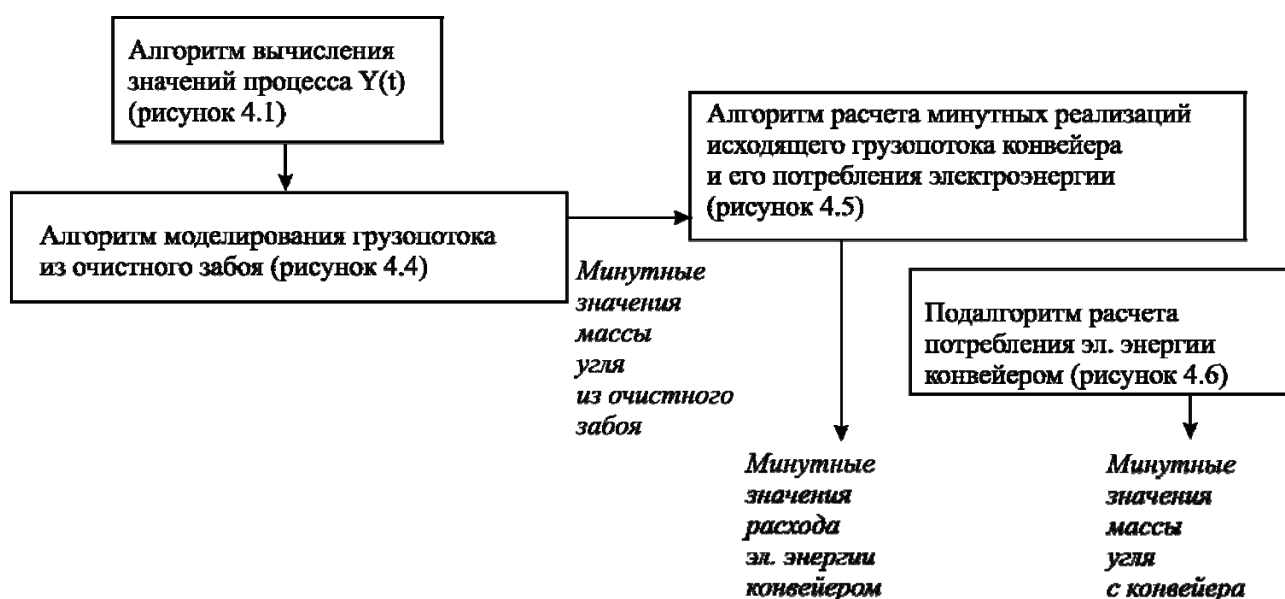 Алгоритм вычисления
значений процесса Y(t)
(рисунок 4.1)
Алгоритм моделирования грузопотока
из очистного забоя (рисунок 4.4)
Минутные
значения
массы
угля
из очистного
забоя
Алгоритм расчета минутных реализаций
исходящего грузопотока конвейера
и его потребления электроэнергии
(рисунок 4.5)
Подалгоритм расчета
потребления эл. энергии
конвейером (рисунок 4.6)
Минутные
значения
расхода
эл. энергии
конвейером
Минутные
значения
массы
угля
с конвейера